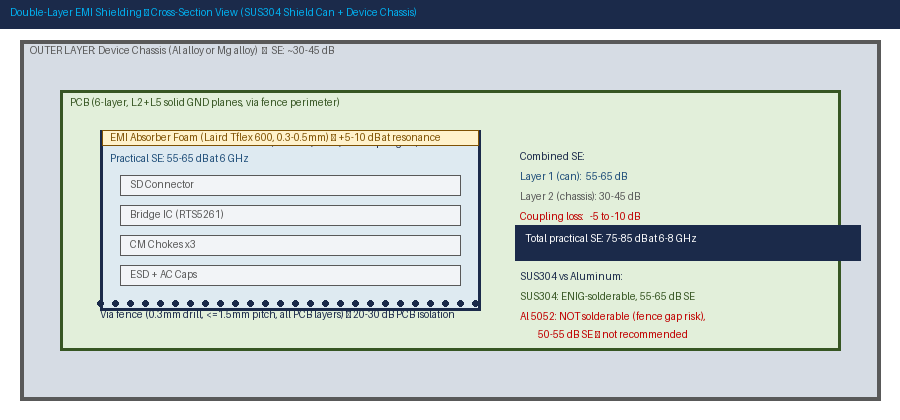 Double-Layer EMI Shielding □ Cross-Section View (SUS304 Shield Can + Device Chassis)
OUTER LAYER: Device Chassis (Al alloy or Mg alloy) □ SE: ~30-45 dB
PCB (6-layer, L2+L5 solid GND planes, via fence perimeter)
EMI Absorber Foam (Laird Tflex 600, 0.3-0.5mm) □ +5-10 dB at resonance
Practical SE: 55-65 dB at 6 GHz
SD Connector
Bridge IC (RTS5261)
CM Chokes x3
ESD + AC Caps
Via fence (0.3mm drill, <=1.5mm pitch, all PCB layers) □ 20-30 dB PCB isolation
Combined SE:
Layer 1 (can): 55-65 dB
Layer 2 (chassis): 30-45 dB
Coupling loss: -5 to -10 dB
Total practical SE: 75-85 dB at 6-8 GHz
SUS304 vs Aluminum:
SUS304: ENIG-solderable, 55-65 dB SE
Al 5052: NOT solderable (fence gap risk),
50-55 dB SE □ not recommended